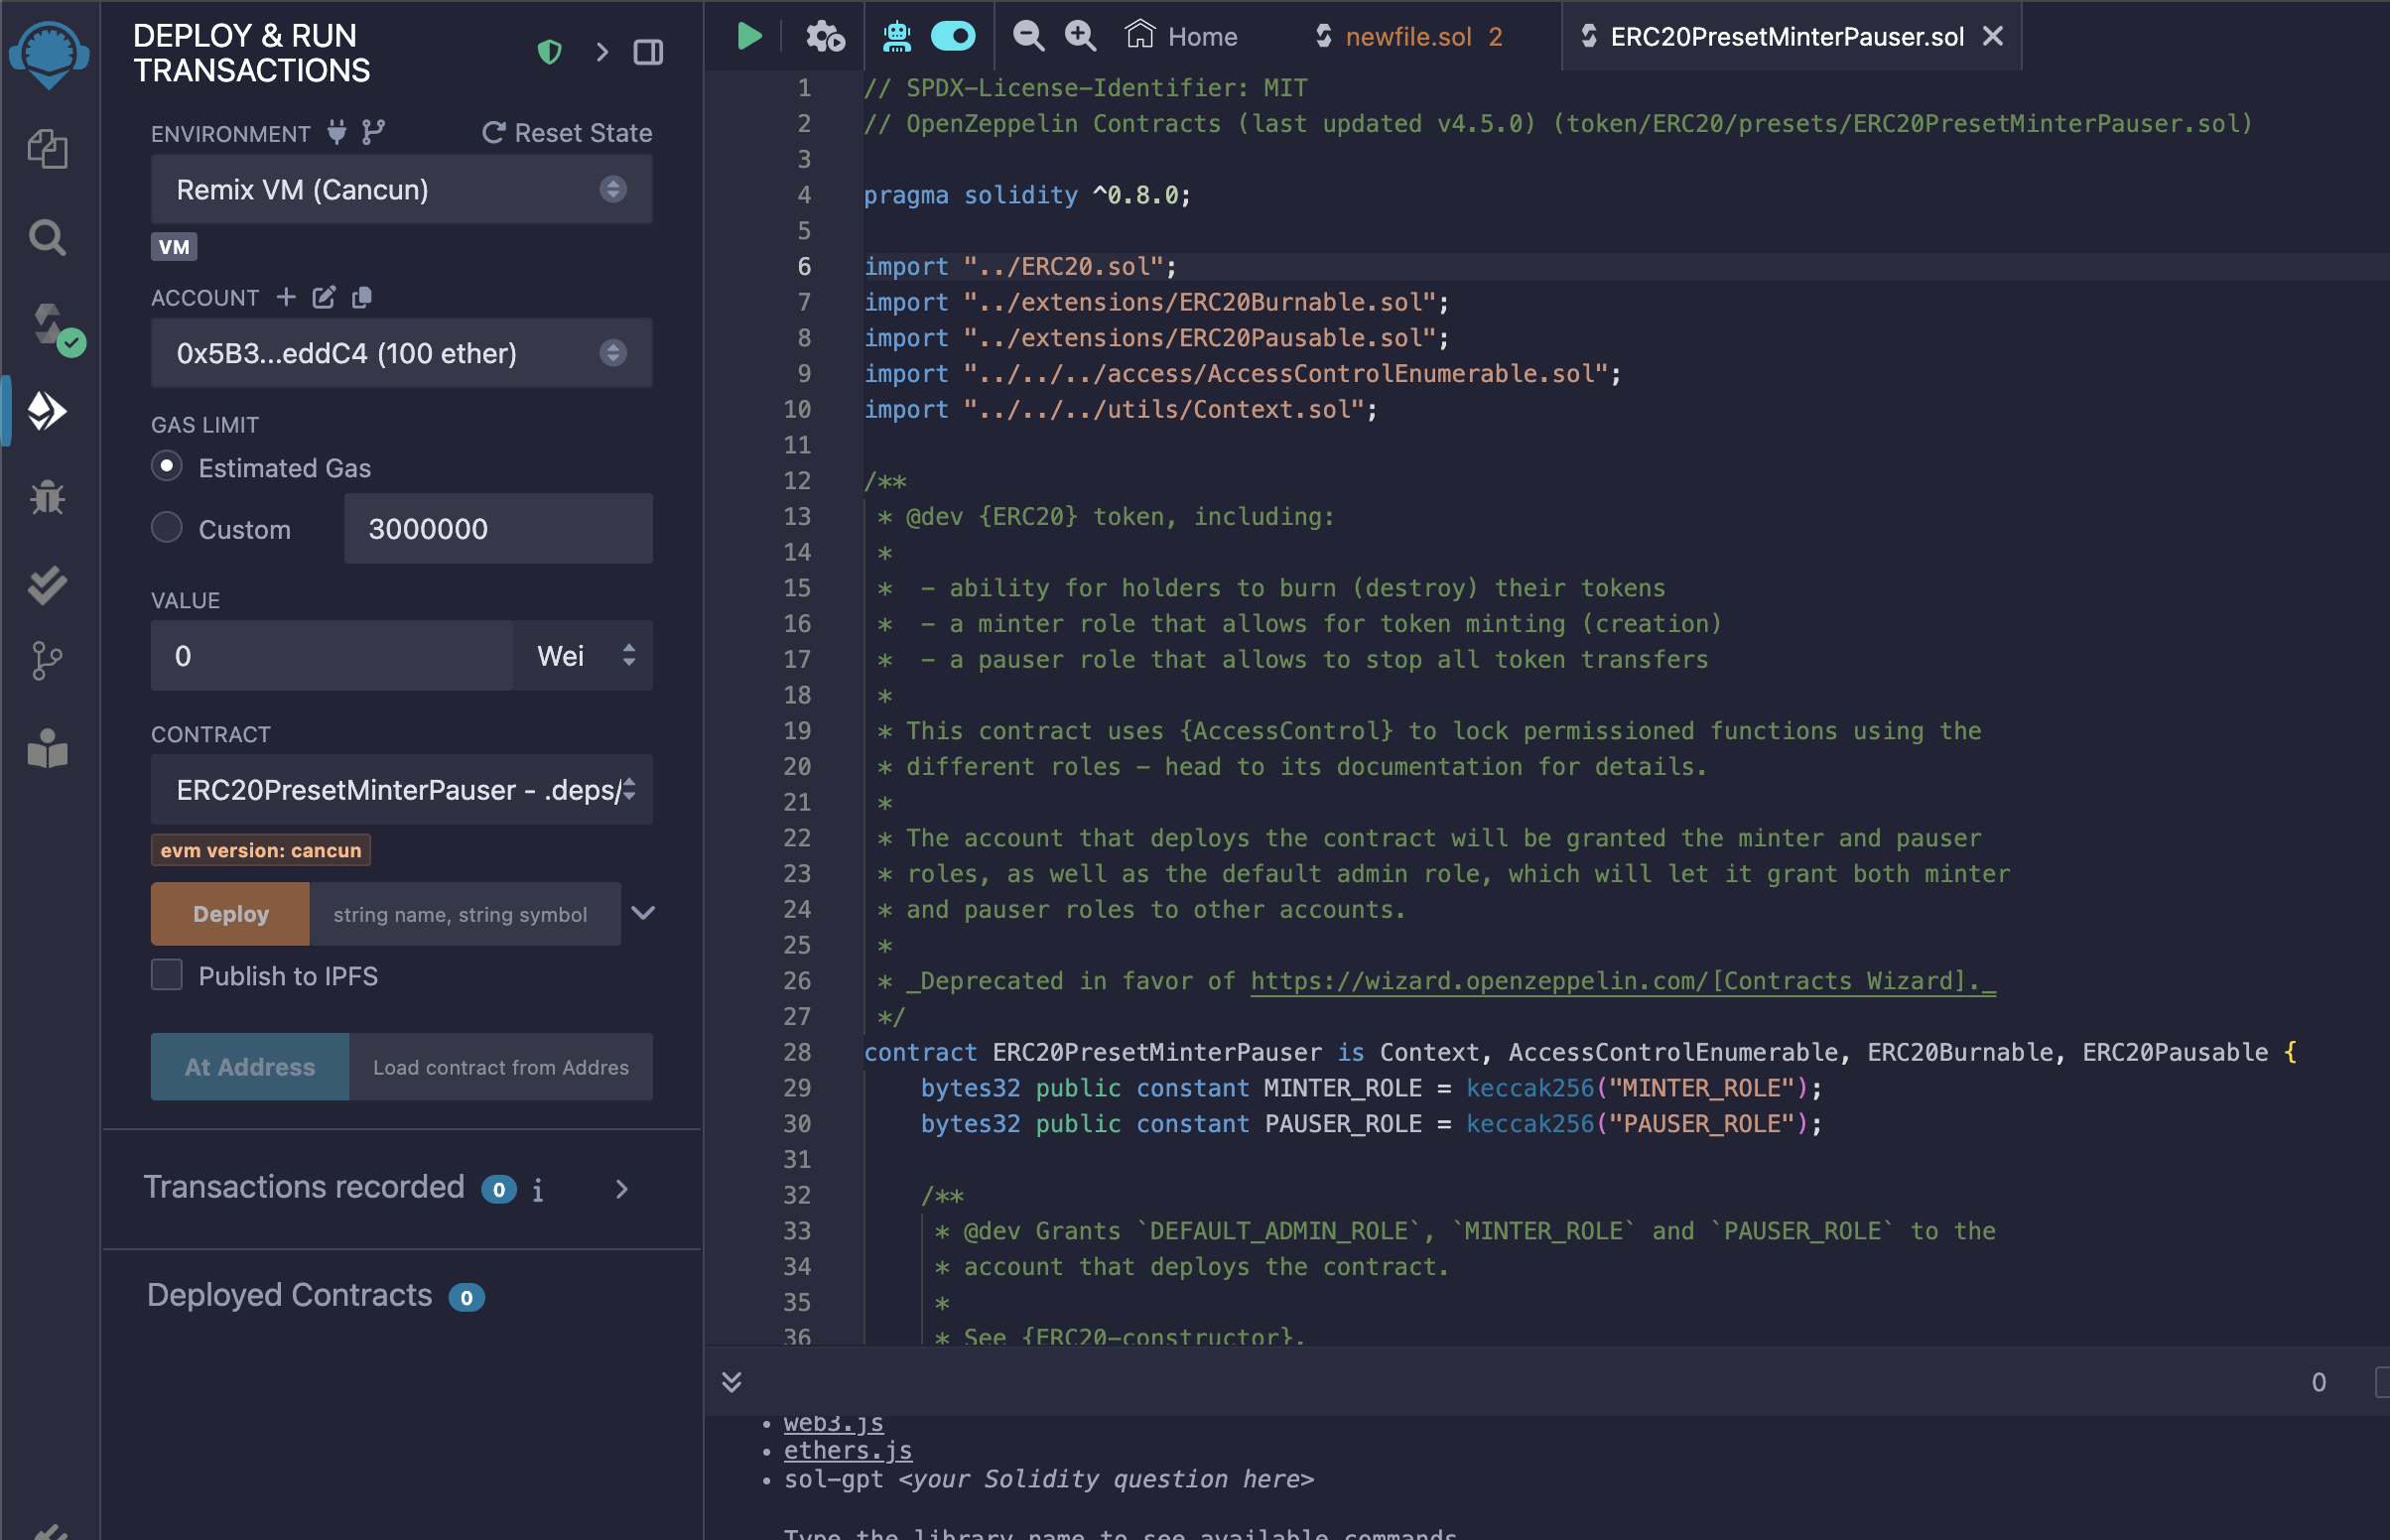 DEPLOY & RUN
TRANSACTIONS
ENVIRONMENT
Reset State
Remix VM (Cancun)
VM
ACCOUNT
0x5B3...eddC4 (100 ether)
GAS LIMIT
Estimated Gas
Custom
3000000
VALUE
0
Wei
CONTRACT
ERC20PresetMinterPauser - .deps/
evm version: cancun
Deploy
string name, string symbol
Publish to IPFS
At Address
Load contract from Addres
Transactions recorded 0 i
Deployed Contracts 0
Home
newfile.sol 2
ERC20PresetMinterPauser.sol
1 // SPDX-License-Identifier: MIT
2 // OpenZeppelin Contracts (last updated v4.5.0) (token/ERC20/presets/ERC20PresetMinterPauser.sol)
3
4 pragma solidity ^0.8.0;
5
6 import "../ERC20.sol";
7 import "../extensions/ERC20Burnable.sol";
8 import "../extensions/ERC20Pausable.sol";
9 import "../../../access/AccessControlEnumerable.sol";
10 import "../../../utils/Context.sol";
11
12 /**
13 * @dev {ERC20} token, including:
14 *
15 * - ability for holders to burn (destroy) their tokens
16 * - a minter role that allows for token minting (creation)
17 * - a pauser role that allows to stop all token transfers
18 *
19 * This contract uses {AccessControl} to lock permissioned functions using the
20 * different roles - head to its documentation for details.
21 *
22 * The account that deploys the contract will be granted the minter and pauser
23 * roles, as well as the default admin role, which will let it grant both minter
24 * and pauser roles to other accounts.
25 *
26 * _Deprecated in favor of https://wizard.openzeppelin.com/[Contracts Wizard]._
27 */
28 contract ERC20PresetMinterPauser is Context, AccessControlEnumerable, ERC20Burnable, ERC20Pausable {
29 bytes32 public constant MINTER_ROLE = keccak256("MINTER_ROLE");
30 bytes32 public constant PAUSER_ROLE = keccak256("PAUSER_ROLE");
31
32 /**
33 * @dev Grants `DEFAULT_ADMIN_ROLE`, `MINTER_ROLE` and `PAUSER_ROLE` to the
34 * account that deploys the contract.
35 *
36 * See {ERC20-constructor}.
0
• web3.js
• ethers.js
• sol-gpt <your Solidity question here>
Type the library name to see available commands